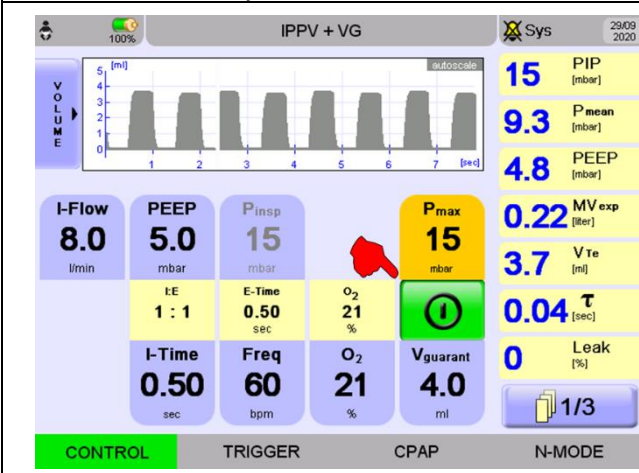 100%
IPPV + VG
Sys
29/09
2020
VOLUME
[ml]
autoscale
5
4
3
2
1
0
1 2 3 4 5 6 7 [sec]
15 PIP [mbar]
9.3 Pmean [mbar]
4.8 PEEP [mbar]
0.22 MVexp [liter]
3.7 VTe [ml]
0.04 τ [sec]
0 Leak [%]
1/3
I-Flow
8.0
l/min
PEEP
5.0
mbar
Pinsp
15
mbar
Pmax
15
mbar
I:E
1 : 1
E-Time
0.50
sec
O2
21
%
I-Time
0.50
sec
Freq
60
bpm
O2
21
%
Vguarant
4.0
ml
CONTROL TRIGGER CPAP N-MODE